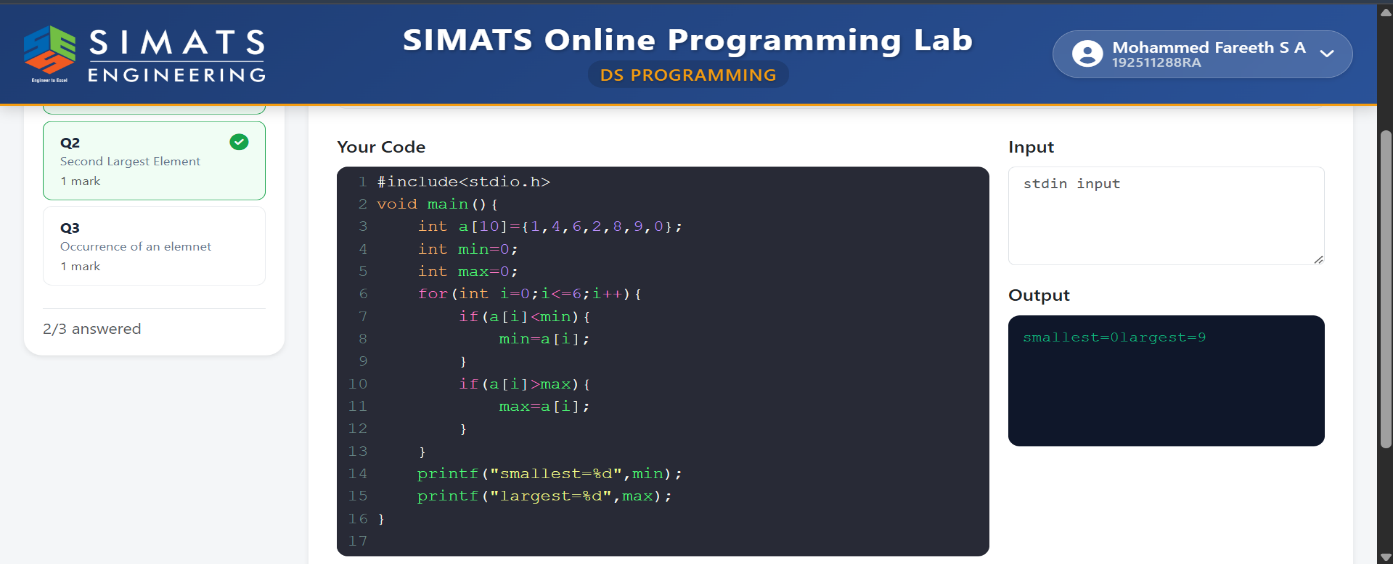 SIMATS
ENGINEERING
Engineer to Excel
SIMATS Online Programming Lab
DS PROGRAMMING
Mohammed Fareeth S A
192511288RA
Q2
Second Largest Element
1 mark
Q3
Occurrence of an elemnet
1 mark
2/3 answered
Your Code
1 #include<stdio.h>
2 void main(){
3     int a[10]={1,4,6,2,8,9,0};
4     int min=0;
5     int max=0;
6     for(int i=0;i<=6;i++){
7         if(a[i]<min){
8             min=a[i];
9         }
10         if(a[i]>max){
11             max=a[i];
12         }
13     }
14     printf("smallest=%d",min);
15     printf("largest=%d",max);
16 }
17
Input
stdin input
Output
smallest=0largest=9